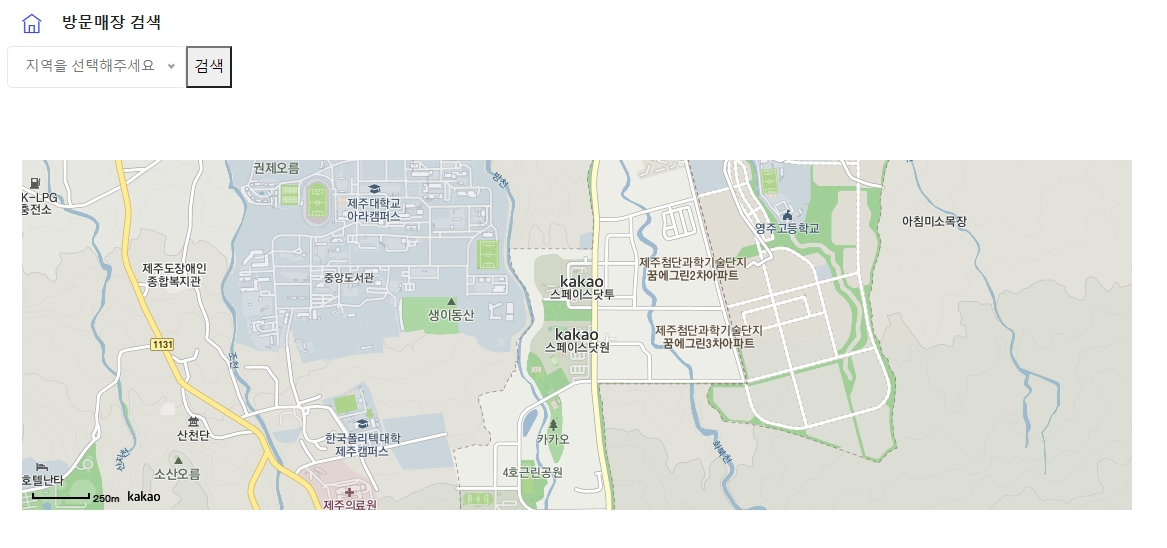 방문매장 검색
지역을 선택해주세요
검색
권제오름
방천
K-LPG
충전소
제주대학교
아라캠퍼스
영주고등학교
아침미소목장
제주도장애인
종합복지관
중앙도서관
제주첨단과학기술단지
꿈에그린2차아파트
kakao
스페이스닷투
생이동산
제주첨단과학기술단지
꿈에그린3차아파트
kakao
스페이스닷원
1131
조천
산천단
한국폴리텍대학
제주캠퍼스
카카오
화북천
소산오름
4호근린공원
호텔난타
250m
kakao
제주의료원